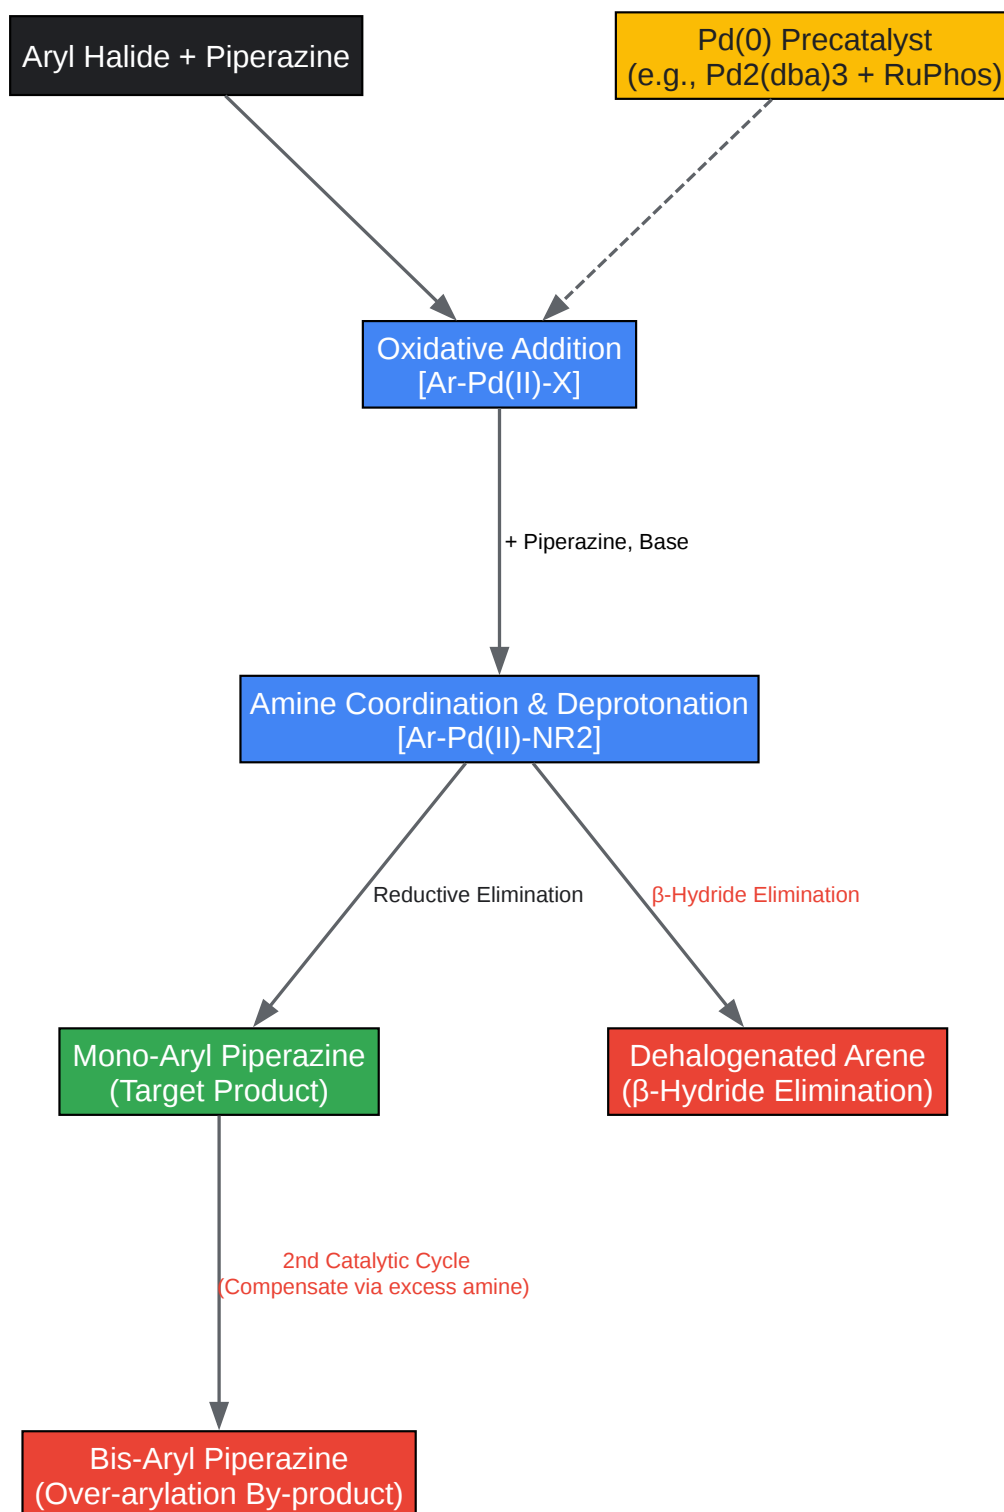 Aryl Halide + Piperazine
Pd(0) Precatalyst
(e.g., Pd2(dba)3 + RuPhos)
Oxidative Addition
[Ar-Pd(II)-X]
+ Piperazine, Base
Amine Coordination & Deprotonation
[Ar-Pd(II)-NR2]
Reductive Elimination
β-Hydride Elimination
Mono-Aryl Piperazine
(Target Product)
Dehalogenated Arene
(β-Hydride Elimination)
2nd Catalytic Cycle
(Compensate via excess amine)
Bis-Aryl Piperazine
(Over-arylation By-product)